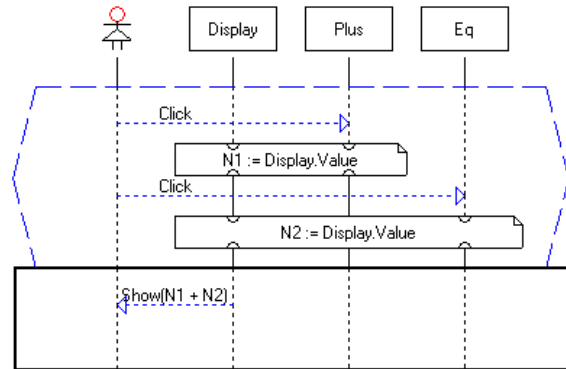 Display Plus Eq
Click
N1 := Display.Value
Click
N2 := Display.Value
Show(N1 + N2)